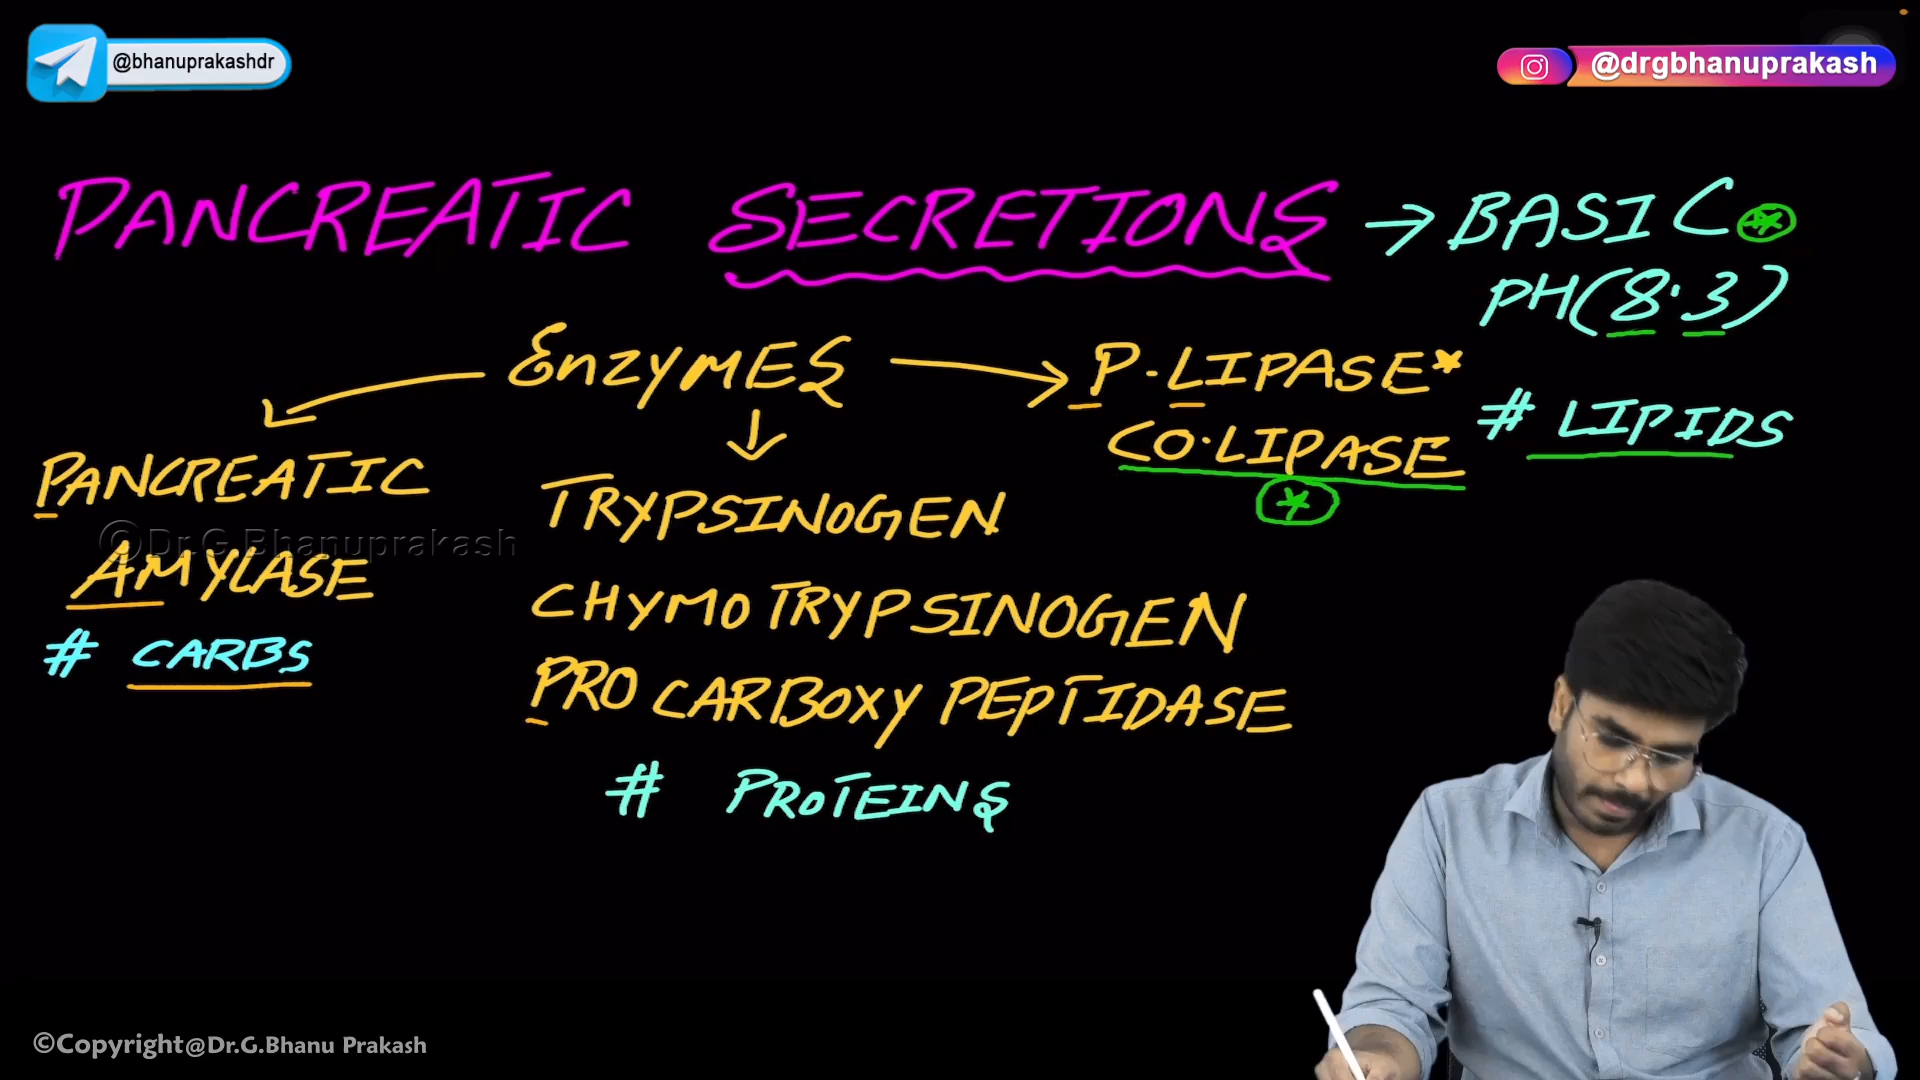 @bhanuprakashdr
@drgbhanuprakash
PANCREATIC SECRETIONS → BASIC
PH(8.3)
ENZYMES
P-LIPASE*
CO.LIPASE
# LIPIDS
PANCREATIC
AMYLASE
# CARBS
TRYPSINOGEN
CHYMOTRYPSINOGEN
PROCARBOXYPEPTIDASE
# PROTEINS
©Dr.G.Bhanuprakash
©Copyright@Dr.G.Bhanu Prakash